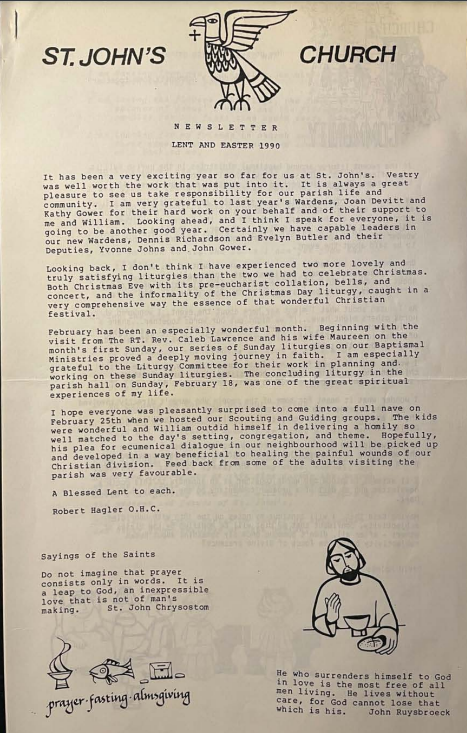 ST. JOHN'S CHURCH
NEWSLETTER
LENT AND EASTER 1990
It has been a very exciting year so far for us at St. John's. Vestry
was well worth the work that was put into it. It is always a great
pleasure to see us take responsibility for our parish life and
community. I am very grateful to last year's Wardens, Joan Devitt and
Kathy Gower for their hard work on your behalf and of their support to
me and William. Looking ahead, and I think I speak for everyone, it is
going to be another good year. Certainly we have capable leaders in
our new Wardens, Dennis Richardson and Evelyn Butler and their
Deputies, Yvonne Johns and John Gower.
Looking back, I don't think I have experienced two more lovely and
truly satisfying liturgies than the two we had to celebrate Christmas.
Both Christmas Eve with its pre-eucharist collation, bells, and
concert, and the informality of the Christmas Day liturgy, caught in a
very comprehensive way the essence of that wonderful Christian
festival.
February has been an especially wonderful month. Beginning with the
visit from The RT. Rev. Caleb Lawrence and his wife Maureen on the
month's first Sunday, our series of Sunday liturgies on our Baptismal
Ministries proved a deeply moving journey in faith. I am especially
grateful to the Liturgy Committee for their work in planning and
working on these Sunday liturgies. The concluding liturgy in the
parish hall on Sunday, February 18, was one of the great spiritual
experiences of my life.
I hope everyone was pleasantly surprised to come into a full nave on
February 25th when we hosted our Scouting and Guiding groups. The kids
were wonderful and William outdid himself in delivering a homily so
well matched to the day's setting, congregation, and theme. Hopefully,
his plea for ecumenical dialogue in our neighbourhood will be picked up
and developed in a way beneficial to healing the painful wounds of our
Christian division. Feed back from some of the adults visiting the
parish was very favourable.
A Blessed Lent to each.
Robert Hagler O.H.C.
Sayings of the Saints
Do not imagine that prayer
consists only in words. It is
a leap to God, an inexpressible
love that is not of man's
making. St. John Chrysostom
prayer·fasting·almsgiving
He who surrenders himself to God
in love is the most free of all
men living. He lives without
care, for God cannot lose that
which is his. John Ruysbroeck